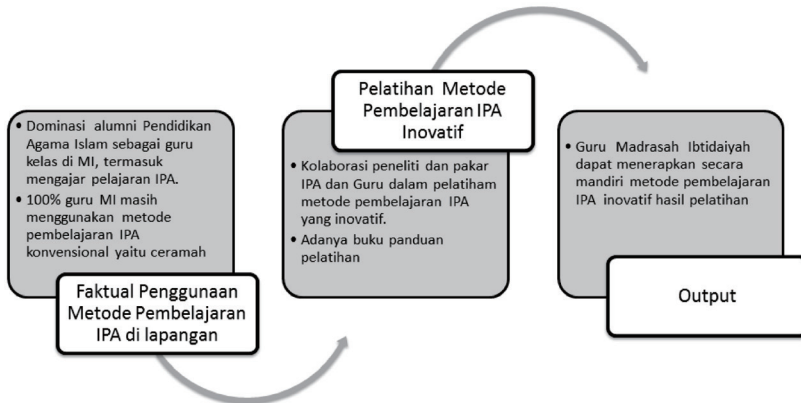 • Dominasi alumni Pendidikan
Agama Islam sebagai guru
kelas di MI, termasuk
mengajar pelajaran IPA.
• 100% guru MI masih
menggunakan metode
pembelajaran IPA
konvensional yaitu ceramah
Faktual Penggunaan
Metode Pembelajaran
IPA di lapangan
Pelatihan Metode
Pembelajaran IPA
Inovatif
• Kolaborasi peneliti dan pakar
IPA dan Guru dalam pelatiham
metode pembelajaran IPA
yang inovatif.
• Adanya buku panduan
pelatihan
• Guru Madrasah Ibtidaiyah
dapat menerapkan secara
mandiri metode pembelajaran
IPA inovatif hasil pelatihan
Output